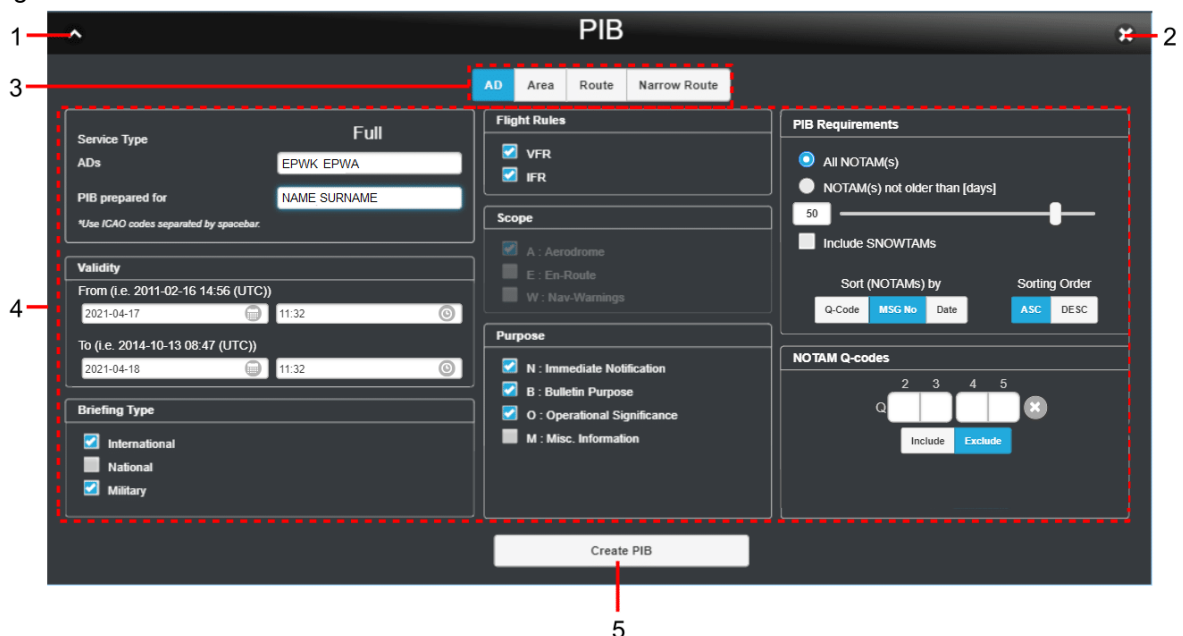 1
PIB
2
3
AD
Area
Route
Narrow Route
4
Service Type
Full
ADs
EPWK EPWA
PIB prepared for
NAME SURNAME
*Use ICAO codes separated by spacebar.
Validity
From (i.e. 2011-02-16 14:56 (UTC))
2021-04-17
11:32
To (i.e. 2014-10-13 08:47 (UTC))
2021-04-18
11:32
Briefing Type
International
National
Military
Flight Rules
VFR
IFR
Scope
A : Aerodrome
E : En-Route
W : Nav-Warnings
Purpose
N : Immediate Notification
B : Bulletin Purpose
O : Operational Significance
M : Misc. Information
PIB Requirements
All NOTAM(s)
NOTAM(s) not older than [days]
50
Include SNOWTAMs
Sort (NOTAMs) by
Sorting Order
Q-Code
MSG No
Date
ASC
DESC
NOTAM Q-codes
2 3 4 5
Q
Include
Exclude
Create PIB
5